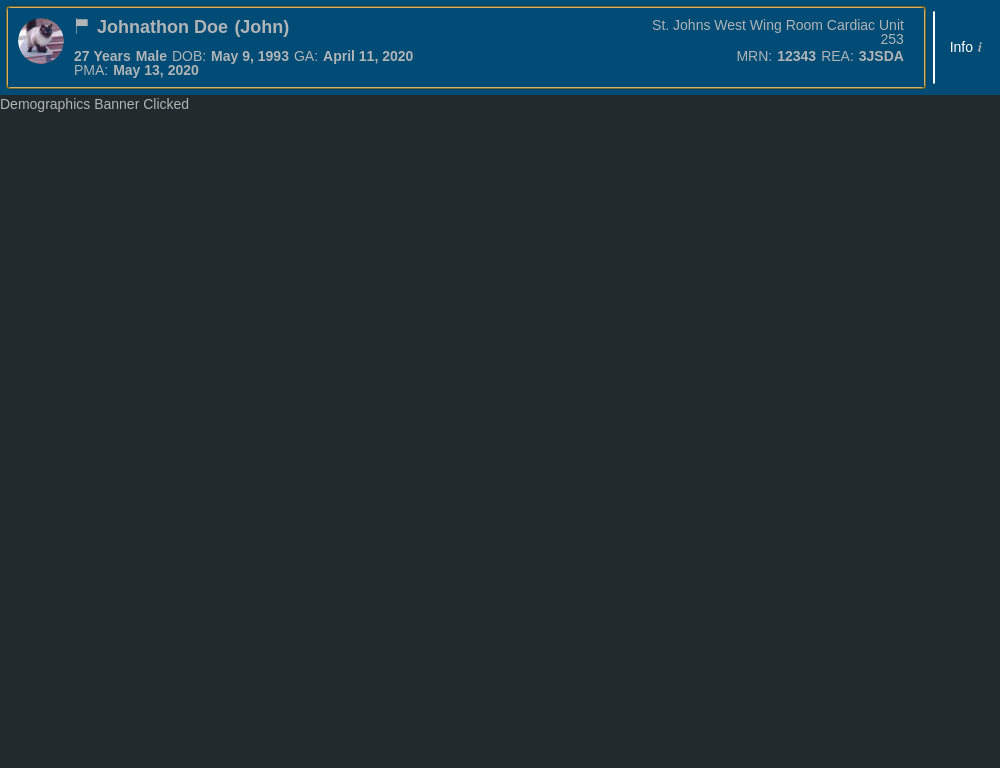 Johnathon Doe (John)
27 Years Male DOB: May 9, 1993 GA: April 11, 2020
PMA: May 13, 2020
St. Johns West Wing Room Cardiac Unit
253
MRN: 12343 REA: 3JSDA
Info i
Demographics Banner Clicked